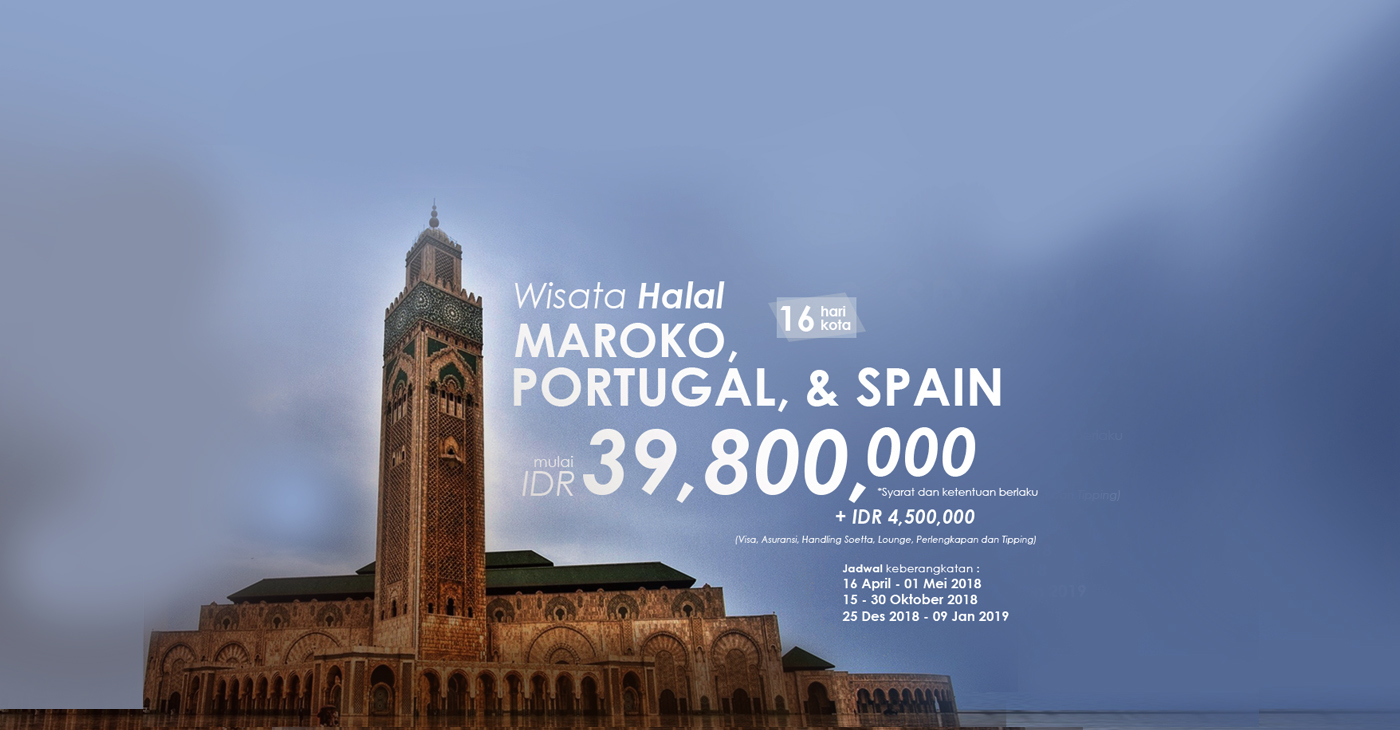 Wisata Halal
16 hari
kota
MAROKO,
PORTUGAL, & SPAIN
mulai
IDR 39,800,000
*Syarat dan ketentuan berlaku
+ IDR 4,500,000
(Visa, Asuransi, Handling Soetta, Lounge, Perlengkapan dan Tipping)
Jadwal keberangkatan :
16 April - 01 Mei 2018
15 - 30 Oktober 2018
25 Des 2018 - 09 Jan 2019